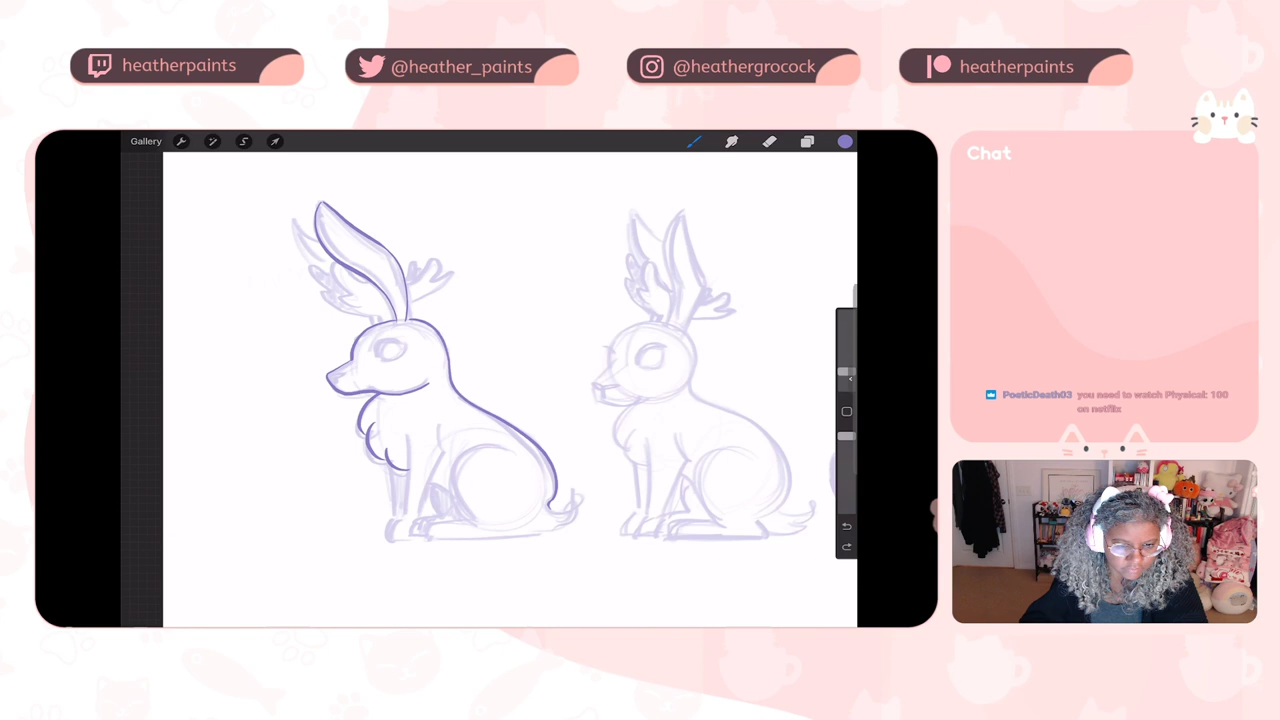 heatherpaints
@heather_paints
@heathergrocock
heatherpaints
Gallery
Chat
PoeticDeath03 you need to watch Physical: 100
on netflix